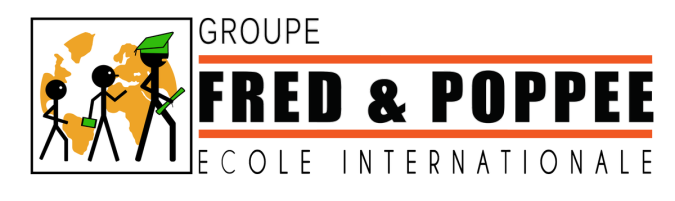 GROUPE
FRED & POPPEE
ECOLE INTERNATIONALE